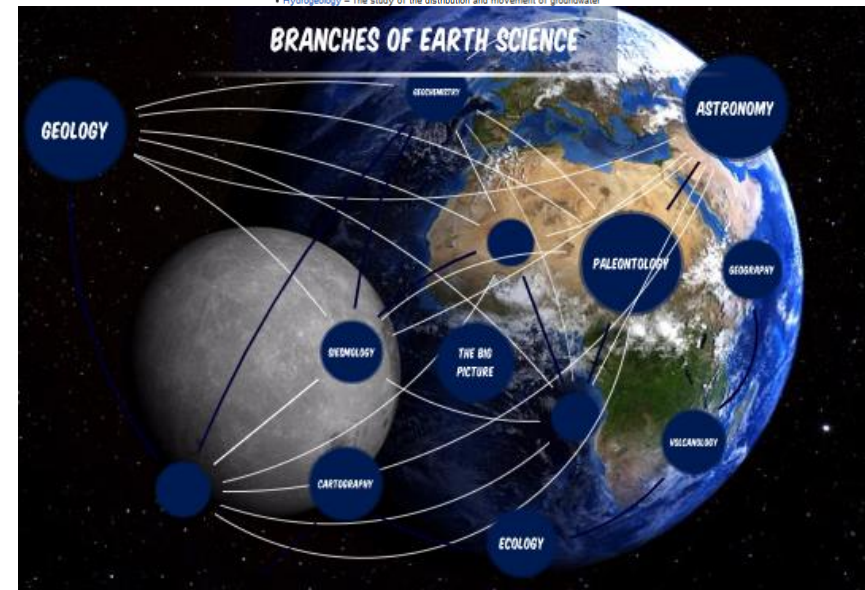 • Hydrogeology – The study of the distribution and movement of groundwater
BRANCHES OF EARTH SCIENCE
GEOCHEMISTRY
ASTRONOMY
GEOLOGY
PALEONTOLOGY
GEOGRAPHY
SIESMOLOGY
THE BIG
PICTURE
VOLCANOLOGY
CARTOGRAPHY
ECOLOGY